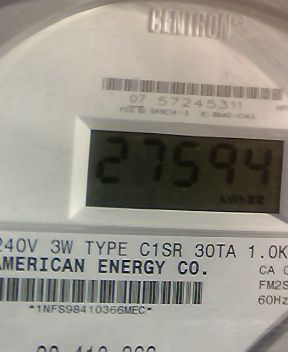 CENTRON®
07 57245311
27594
kWh
240V 3W TYPE C1SR 30TA 1.0K
AMERICAN ENERGY CO.
CA
FM2S
60Hz
*1NFS98410366MEC*